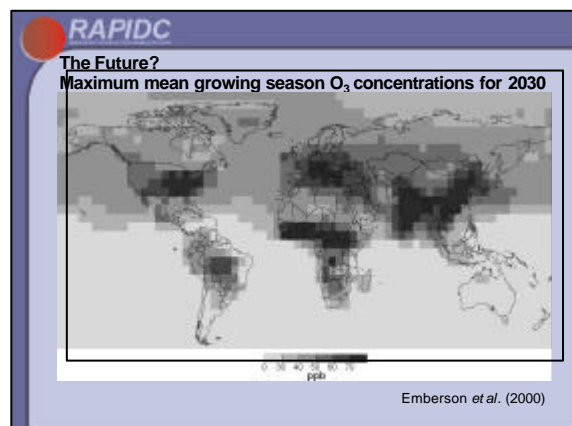 RAPIDC
The Future?
Maximum mean growing season O₃ concentrations for 2030
0 30 40 50 60 70
ppb
Emberson et al. (2000)